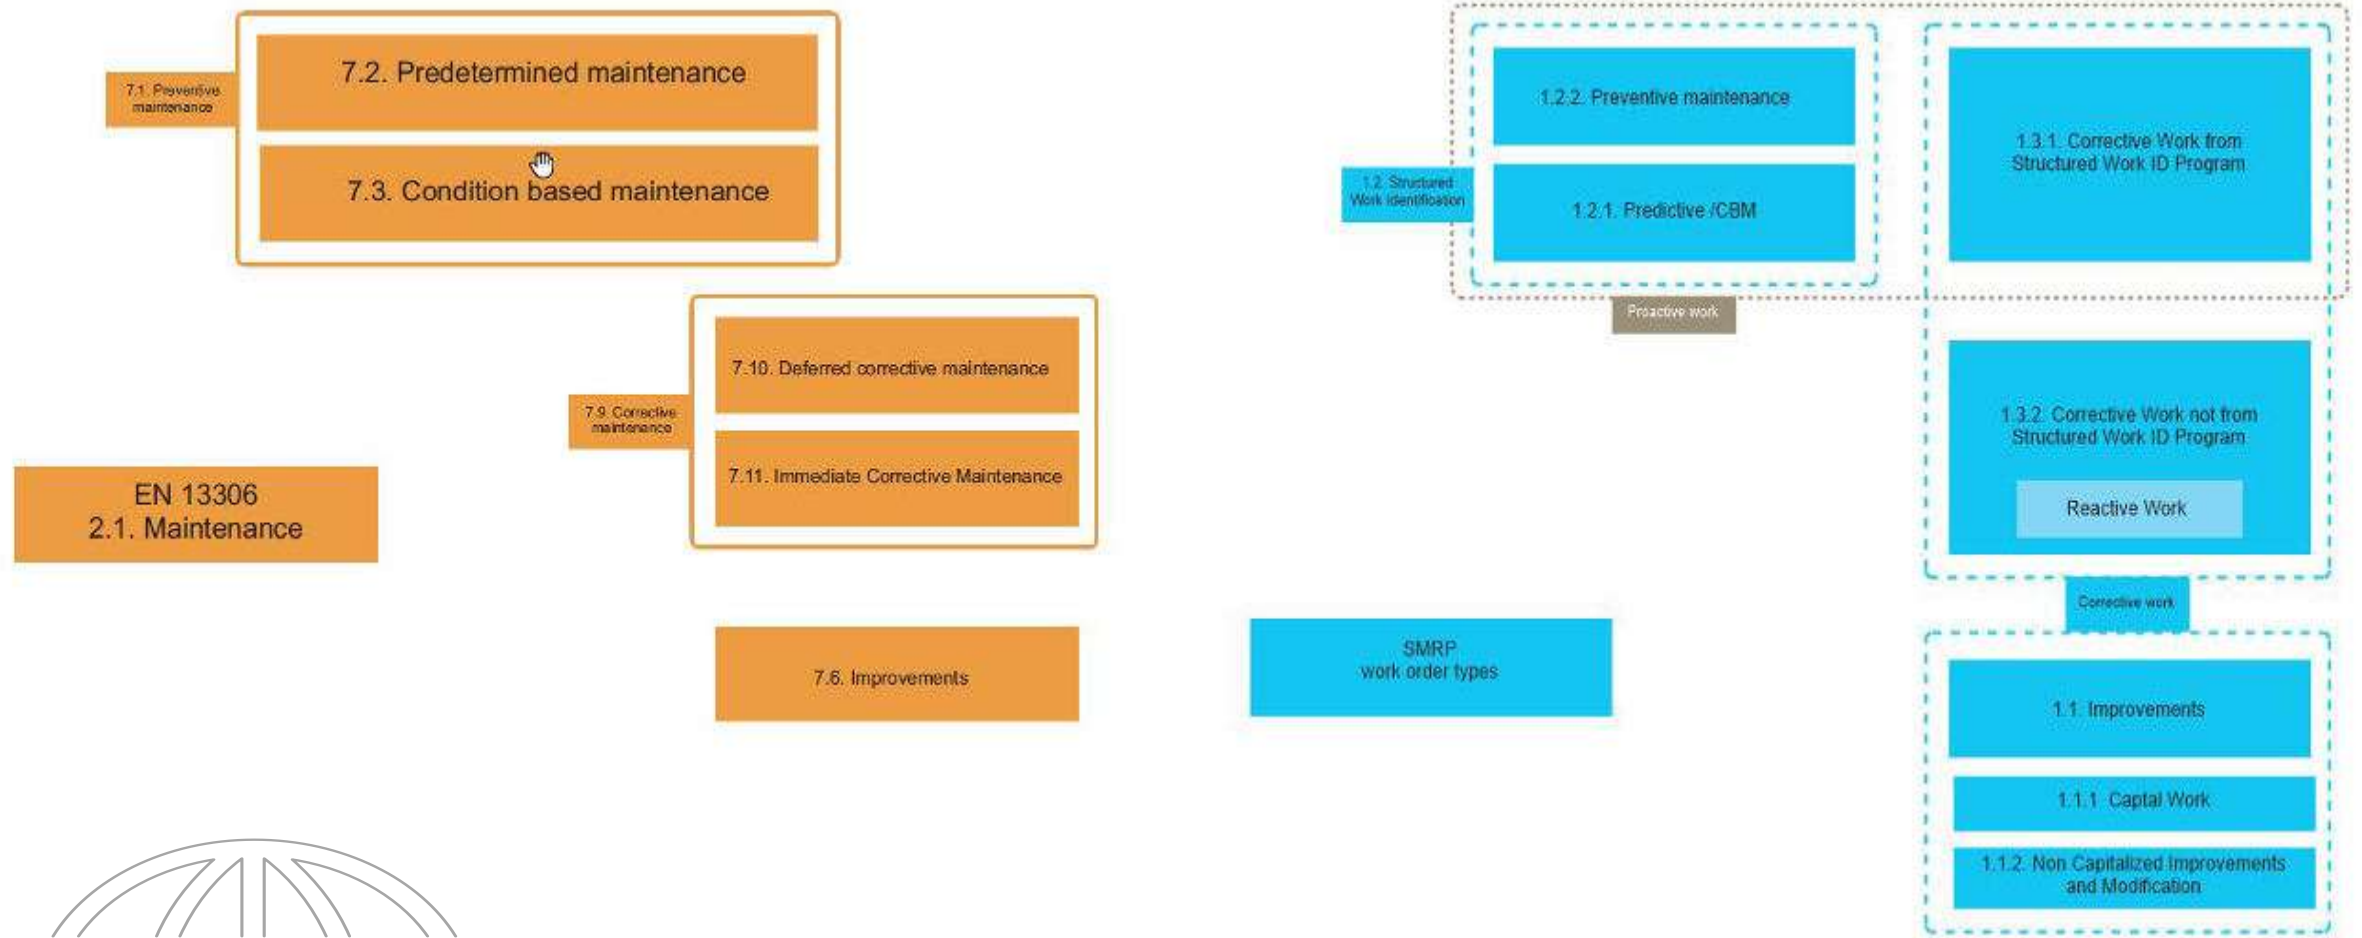 7.1. Preventive
maintenance
7.2. Predetermined maintenance
7.3. Condition based maintenance
7.9. Corrective
maintenance
7.10. Deferred corrective maintenance
7.11. Immediate Corrective Maintenance
EN 13306
2.1. Maintenance
7.6. Improvements
1.2. Structured
Work identification
1.2.2. Preventive maintenance
1.2.1. Predictive /CBM
1.3.1. Corrective Work from
Structured Work ID Program
Proactive work
1.3.2. Corrective Work not from
Structured Work ID Program
Reactive Work
Corrective work
SMRP
work order types
1.1. Improvements
1.1.1 Captal Work
1.1.2. Non Capitalized Improvements
and Modification